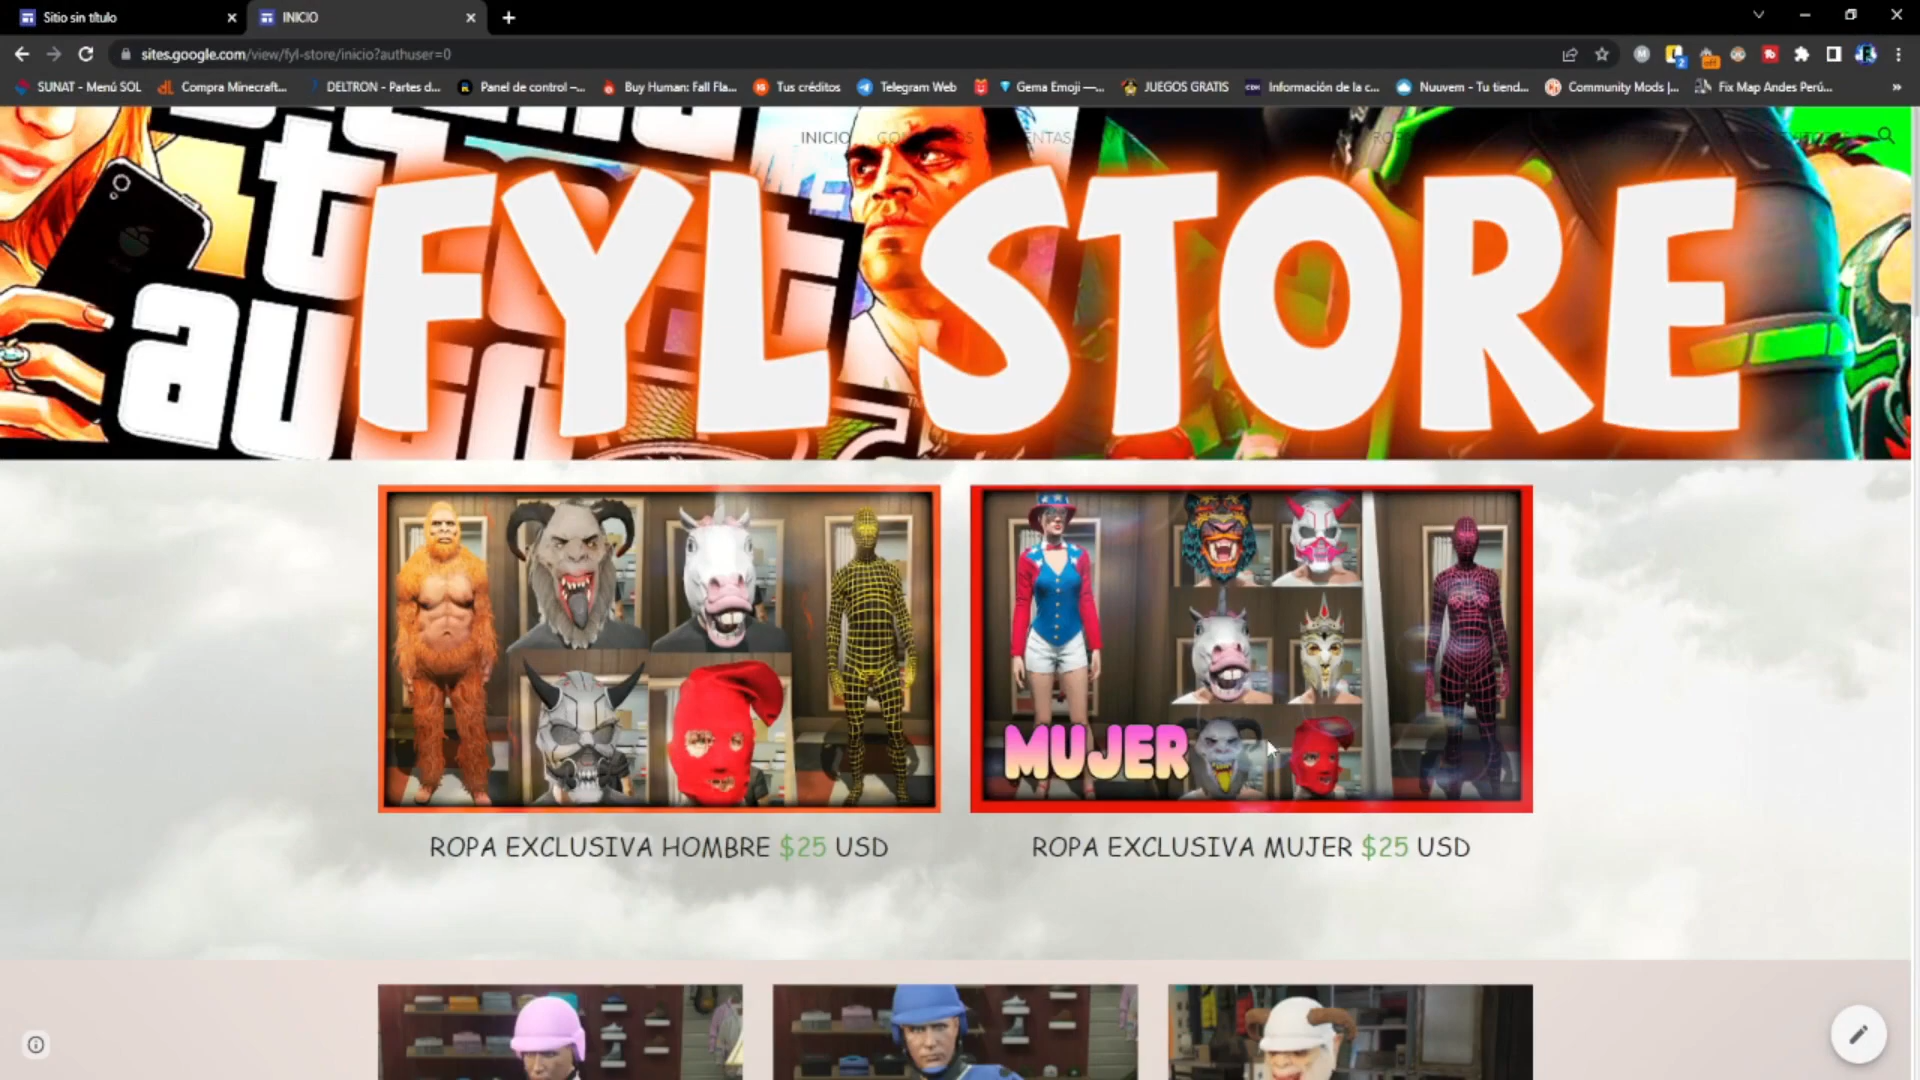 Sitio sin título
INICIO
sites.google.com/view/fyl-store/inicio?authuser=0
SUNAT - Menú SOL
Compra Minecraft...
DELTRON - Partes d...
Panel de control –...
Buy Human: Fall Fla...
Tus créditos
Telegram Web
Gema Emoji —...
JUEGOS GRATIS
Información de la c...
Nuuvem - Tu tiend...
Community Mods |...
Fix Map Andes Perú...
INICIO
FYL STORE
MUJER
ROPA EXCLUSIVA HOMBRE $25 USD
ROPA EXCLUSIVA MUJER $25 USD